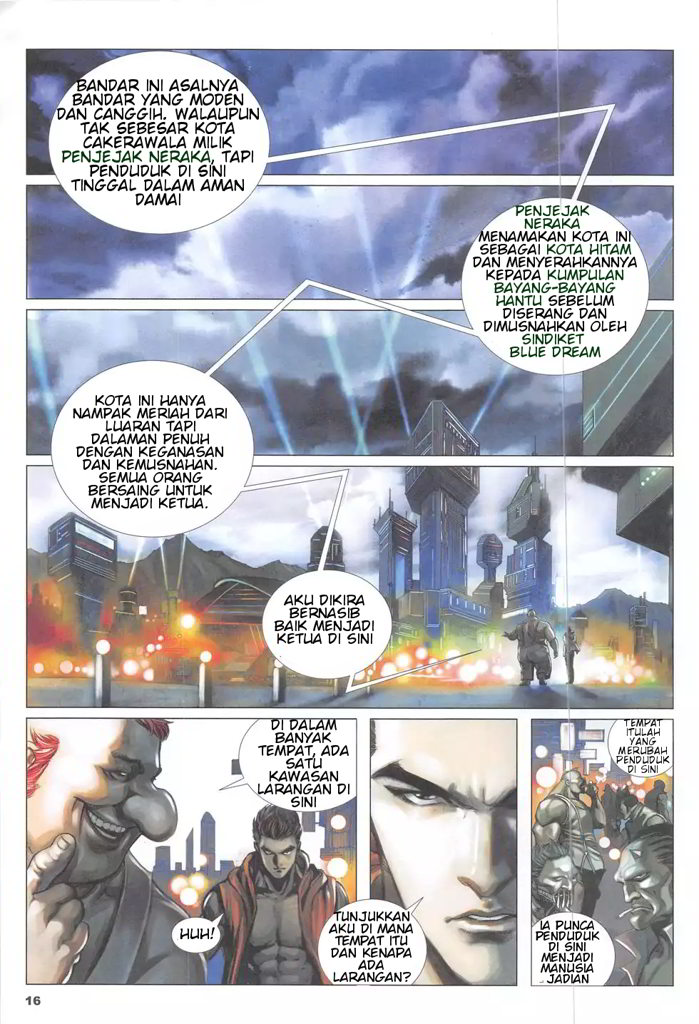 BANDAR INI ASALNYA
BANDAR YANG MODEN
DAN CANGGIH. WALAUPUN
TAK SEBESAR KOTA
CAKERAWALA MILIK
PENJEJAK NERAKA, TAPI
PENDUDUK DI SINI
TINGGAL DALAM AMAN
DAMAI
PENJEJAK
NERAKA
MENAMAKAN KOTA INI
SEBAGAI KOTA HITAM
DAN MENYERAHKANNYA
KEPADA KUMPULAN
BAYANG-BAYANG
HANTU SEBELUM
DISERANG DAN
DIMUSNAHKAN OLEH
SINDIKET
BLUE DREAM
KOTA INI HANYA
NAMPAK MERIAH DARI
LUARAN TAPI
DALAMAN PENUH
DENGAN KEGANASAN
DAN KEMUSNAHAN.
SEMUA ORANG
BERSAING UNTUK
MENJADI KETUA.
AKU DIKIRA
BERNASIB
BAIK MENJADI
KETUA DI SINI
DI DALAM
BANYAK
TEMPAT, ADA
SATU
KAWASAN
LARANGAN DI
SINI
HUH!
TUNJUKKAN
AKU DI MANA
TEMPAT ITU
DAN KENAPA
ADA
LARANGAN?
TEMPAT
ITULAH
YANG
MERUBAH
PENDUDUK
DI SINI
IA PUNCA
PENDUDUK
DI SINI
MENJADI
MANUSIA
JADIAN
16